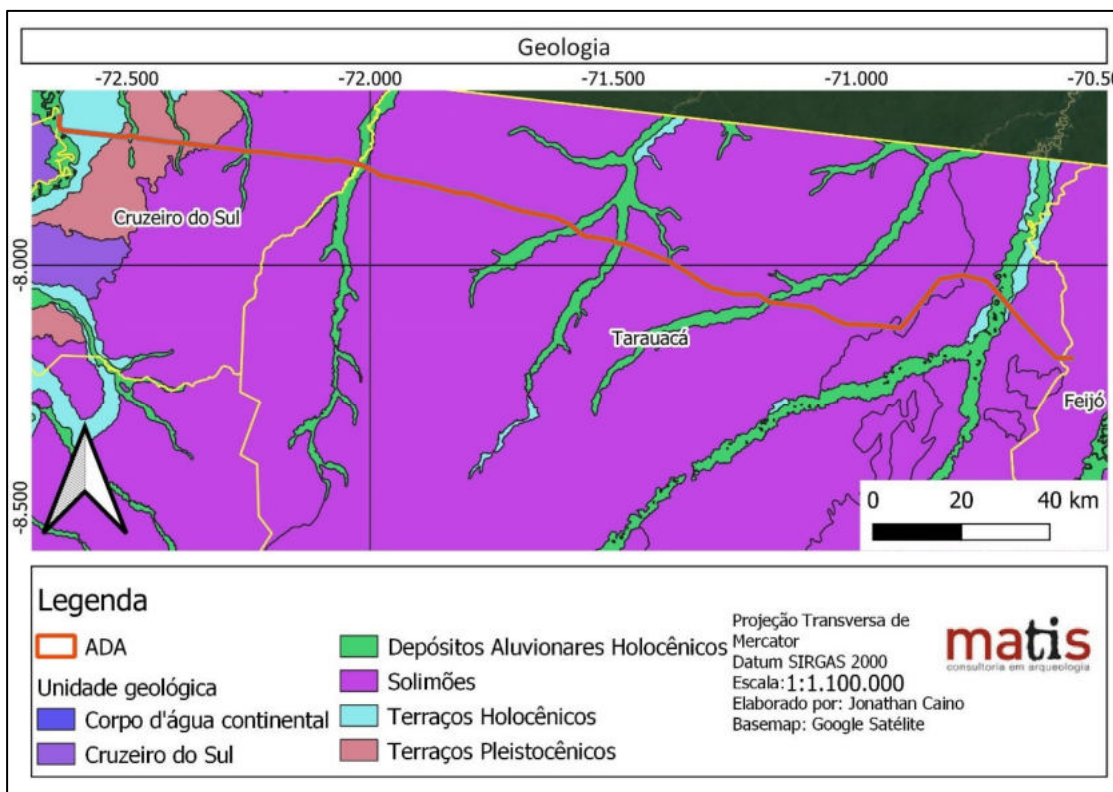 Geologia
-72.500 -72.000 -71.500 -71.000 -70.50
Cruzeiro do Sul
-8.000
Tarauacá
Feijó
-8.500
0 20 40 km
Legenda
ADA
Unidade geológica
Corpo d'água continental
Cruzeiro do Sul
Depósitos Aluvionares Holocênicos
Solimões
Terraços Holocênicos
Terraços Pleistocênicos
Projeção Transversa de
Mercator
Datum SIRGAS 2000
Escala:1:1.100.000
Elaborado por: Jonathan Caino
Basemap: Google Satélite
matis
consultoria em arqueologia